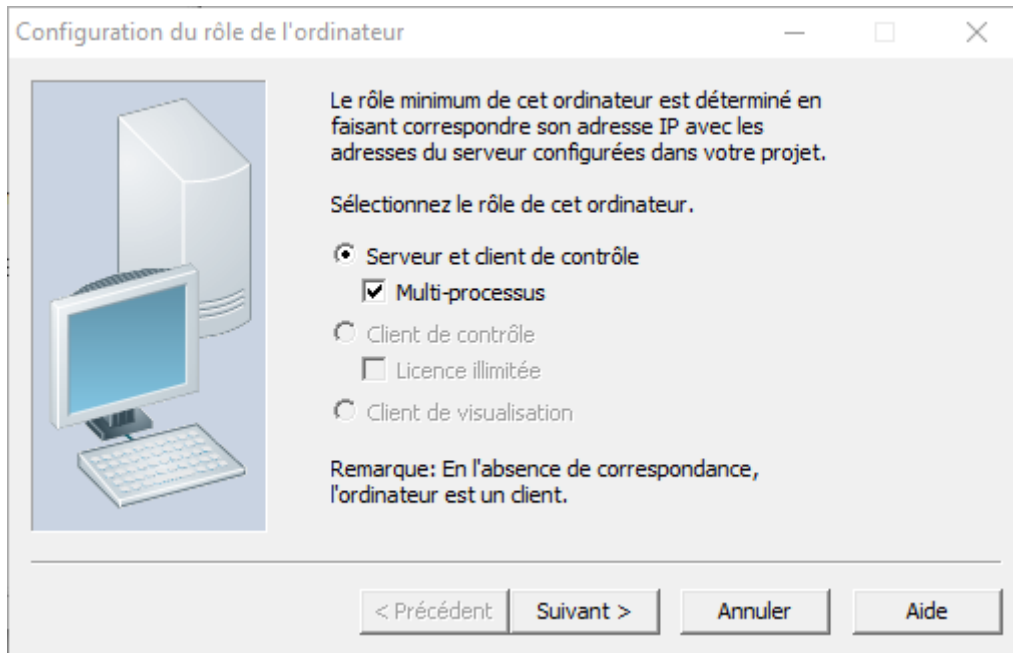 Configuration du rôle de l'ordinateur
Le rôle minimum de cet ordinateur est déterminé en
faisant correspondre son adresse IP avec les
adresses du serveur configurées dans votre projet.
Sélectionnez le rôle de cet ordinateur.
Serveur et client de contrôle
Multi-processus
Client de contrôle
Licence illimitée
Client de visualisation
Remarque: En l'absence de correspondance,
l'ordinateur est un client.
< Précédent
Suivant >
Annuler
Aide